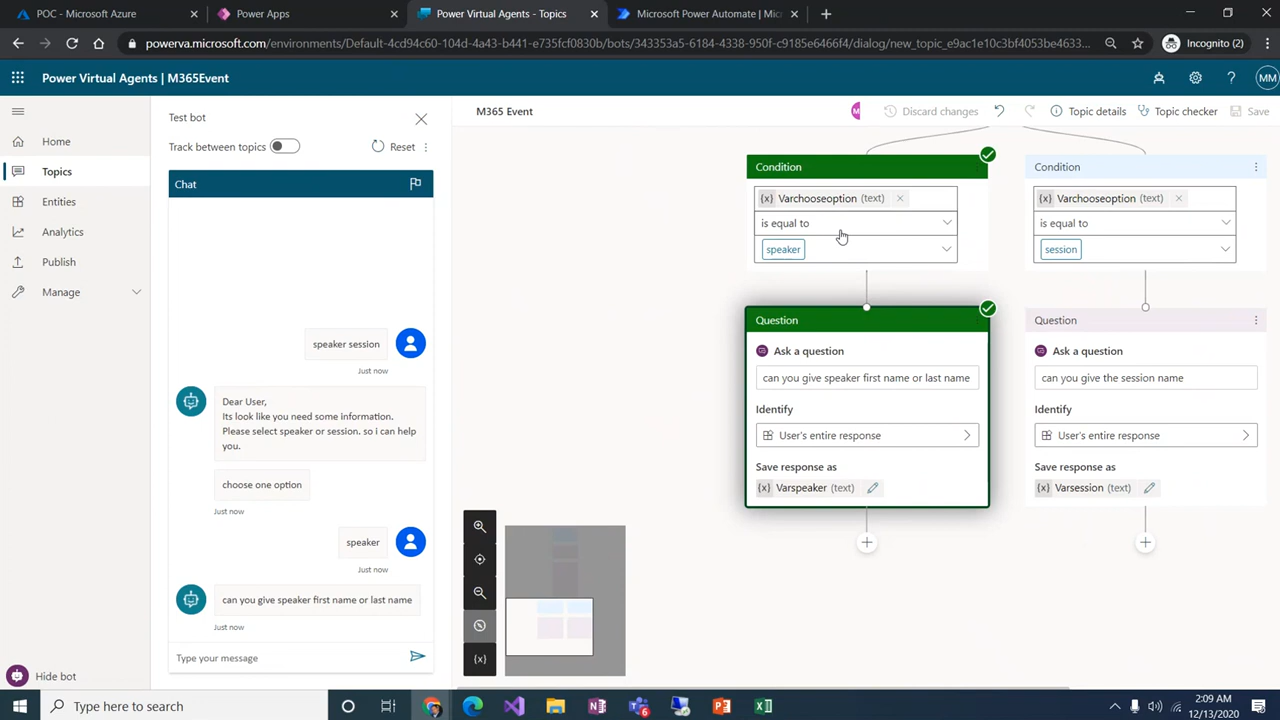 POC - Microsoft Azure
Power Apps
Power Virtual Agents - Topics
Microsoft Power Automate | Mic
powerva.microsoft.com/environments/Default-4cd94c60-104d-4a43-b471-e735fcf0830b/bots/343353a5-6184-4338-950f-c9185e6466f4/dialog/new_topic_e9ac1e10c3bf4053be4633...
Incognito (2)
Power Virtual Agents | M365Event
MM
Home
Topics
Entities
Analytics
Publish
Manage
Hide bot
Test bot
Track between topics
Reset
Chat
speaker session
Just now
Dear User,
Its look like you need some information.
Please select speaker or session. so i can help
you.
choose one option
Just now
speaker
Just now
can you give speaker first name or last name
Just now
Type your message
M365 Event
M
Discard changes
Topic details
Topic checker
Save
Condition
{x} Varchooseoption (text)
is equal to
speaker
Question
Ask a question
can you give speaker first name or last name
Identify
User's entire response
Save response as
{x} Varspeaker (text)
Condition
{x} Varchooseoption (text)
is equal to
session
Question
Ask a question
can you give the session name
Identify
User's entire response
Save response as
{x} Varsession (text)
{x}
Type here to search
2:09 AM
12/13/2020